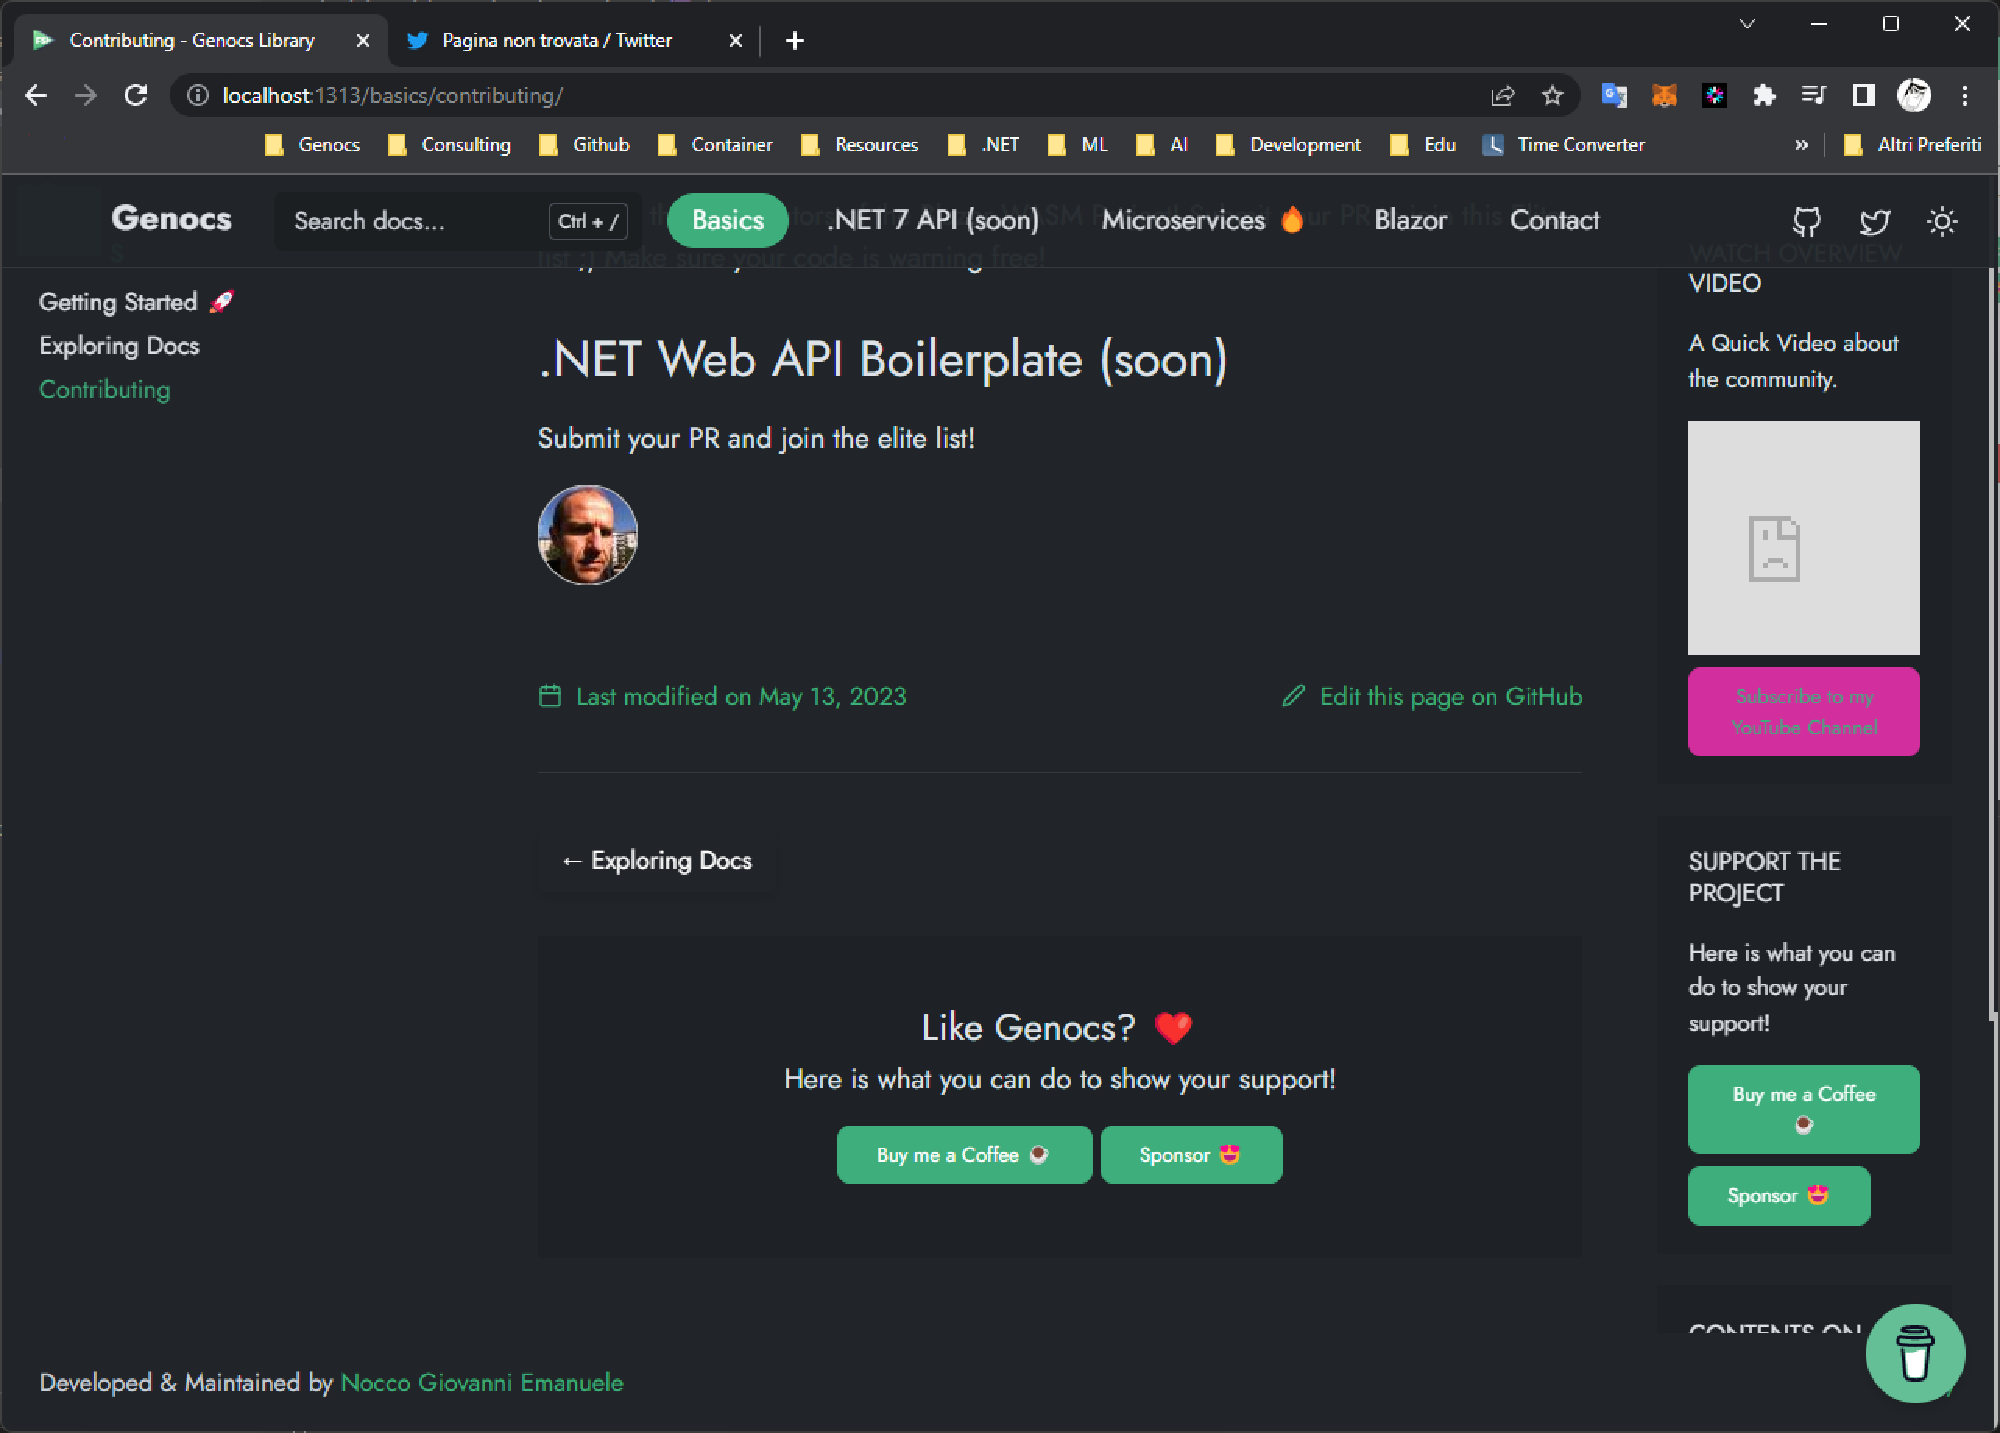 Contributing - Genocs Library
Pagina non trovata / Twitter
localhost:1313/basics/contributing/
Genocs
Consulting
Github
Container
Resources
.NET
ML
AI
Development
Edu
Time Converter
»
Altri Preferiti
Genocs
Search docs...
Ctrl + /
Basics
.NET 7 API (soon)
Microservices 🔥
Blazor
Contact
list ;) Make sure your code is warning free!
Getting Started 🚀
Exploring Docs
Contributing
.NET Web API Boilerplate (soon)
Submit your PR and join the elite list!
Last modified on May 13, 2023
Edit this page on GitHub
← Exploring Docs
Like Genocs? ❤️
Here is what you can do to show your support!
Buy me a Coffee ☕
Sponsor 😍
WATCH OVERVIEW
VIDEO
A Quick Video about
the community.
Subscribe to my
YouTube Channel
SUPPORT THE
PROJECT
Here is what you can
do to show your
support!
Buy me a Coffee
☕
Sponsor 😍
CONTENTS ON
Developed & Maintained by Nocco Giovanni Emanuele